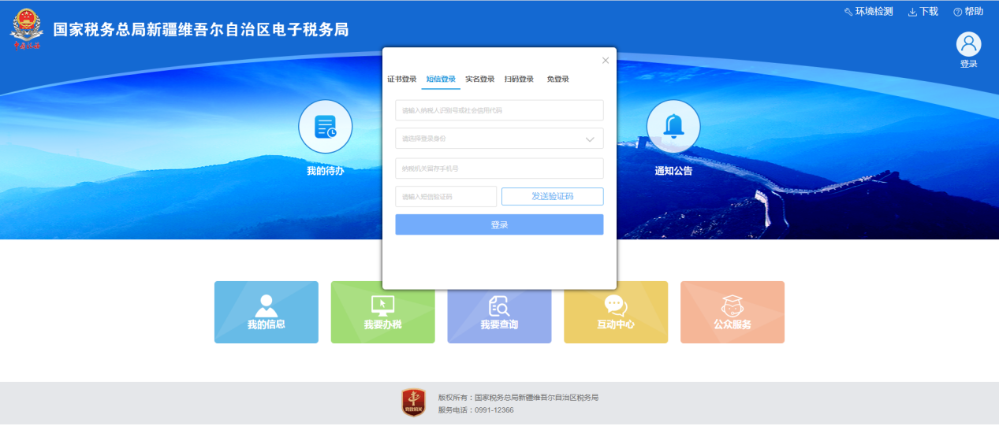 环境检测 下载 帮助
国家税务总局新疆维吾尔自治区电子税务局
中国税务
登录
证书登录 短信登录 实名登录 扫码登录 免登录
请输入纳税人识别号或社会信用代码
请选择登录身份
纳税机关留存手机号
请输入短信验证码 发送验证码
登录
我的待办
通知公告
我的信息 我要办税 我要查询 互动中心 公众服务
党政机关
版权所有：国家税务总局新疆维吾尔自治区税务局
服务电话：0991-12366